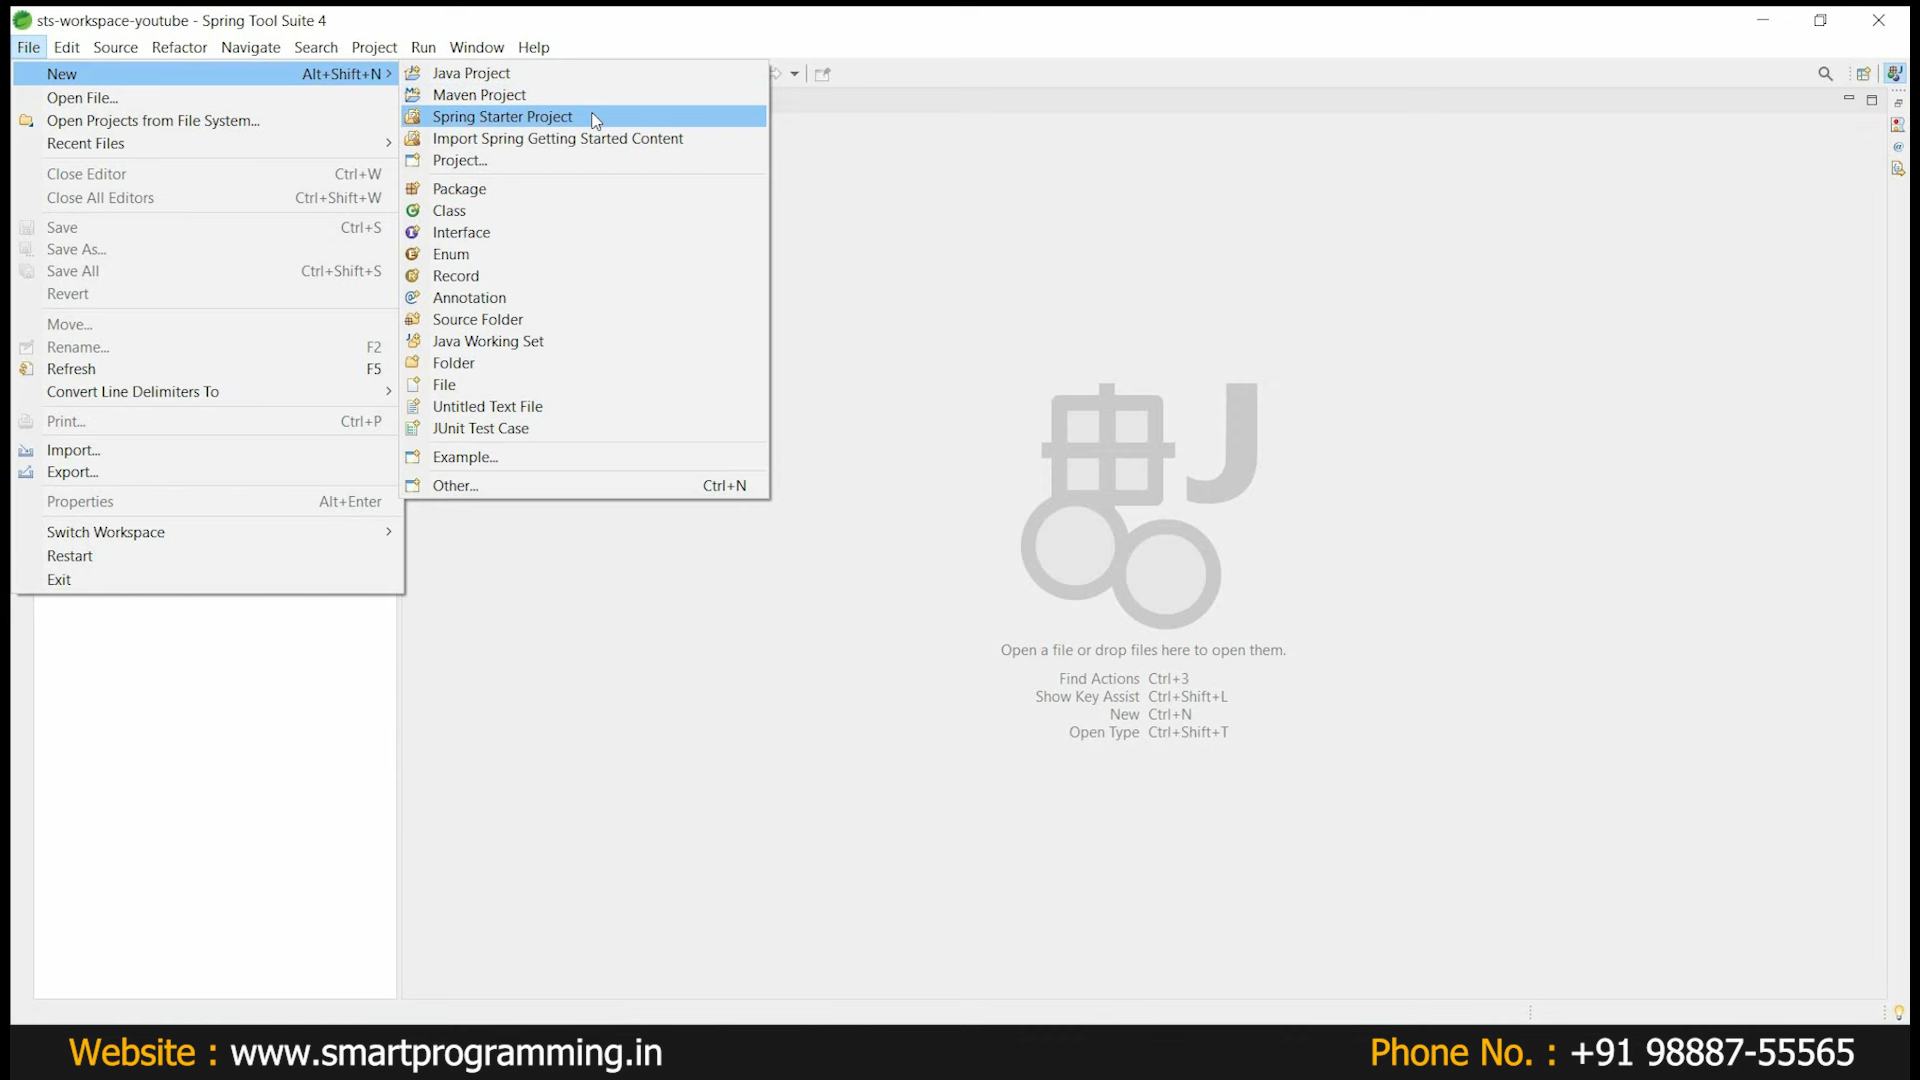 sts-workspace-youtube - Spring Tool Suite 4
File Edit Source Refactor Navigate Search Project Run Window Help
New Alt+Shift+N
Open File...
Open Projects from File System...
Recent Files
Close Editor Ctrl+W
Close All Editors Ctrl+Shift+W
Save Ctrl+S
Save As...
Save All Ctrl+Shift+S
Revert
Move...
Rename... F2
Refresh F5
Convert Line Delimiters To
Print... Ctrl+P
Import...
Export...
Properties Alt+Enter
Switch Workspace
Restart
Exit
Java Project
Maven Project
Spring Starter Project
Import Spring Getting Started Content
Project...
Package
Class
Interface
Enum
Record
Annotation
Source Folder
Java Working Set
Folder
File
Untitled Text File
JUnit Test Case
Example...
Other... Ctrl+N
Open a file or drop files here to open them.
Find Actions Ctrl+3
Show Key Assist Ctrl+Shift+L
New Ctrl+N
Open Type Ctrl+Shift+T
Website : www.smartprogramming.in
Phone No. : +91 98887-55565